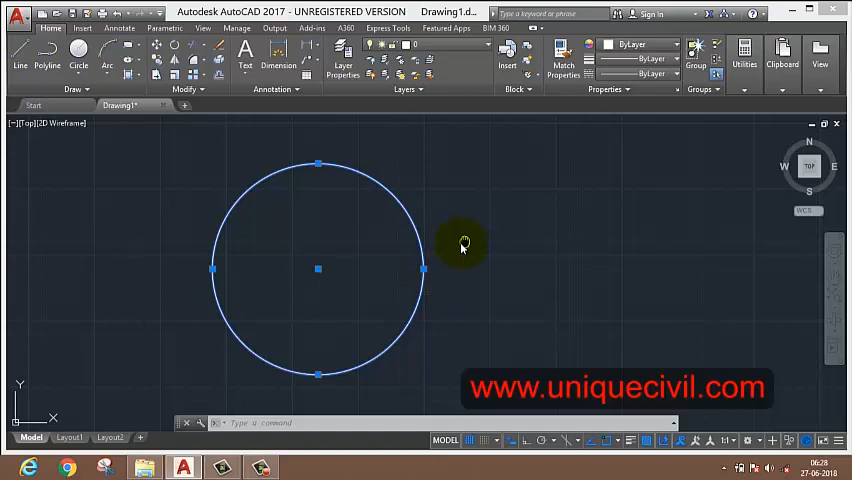 Autodesk AutoCAD 2017 - UNREGISTERED VERSION Drawing1.d...
Type a keyword or phrase
Sign In
Home Insert Annotate Parametric View Manage Output Add-ins A360 Express Tools Featured Apps BIM 360
Line Polyline Circle Arc
Text Dimension
Layer Properties
0
Insert
Match Properties
ByLayer
ByLayer
ByLayer
Group
Utilities
Clipboard
View
Draw Modify Annotation Layers Block Properties Groups
Start Drawing1*
[−][Top][2D Wireframe]
N
W TOP E
S
WCS
www.uniquecivil.com
Y
X
Type a command
Model Layout1 Layout2
MODEL
1:1
06:28
27-06-2018